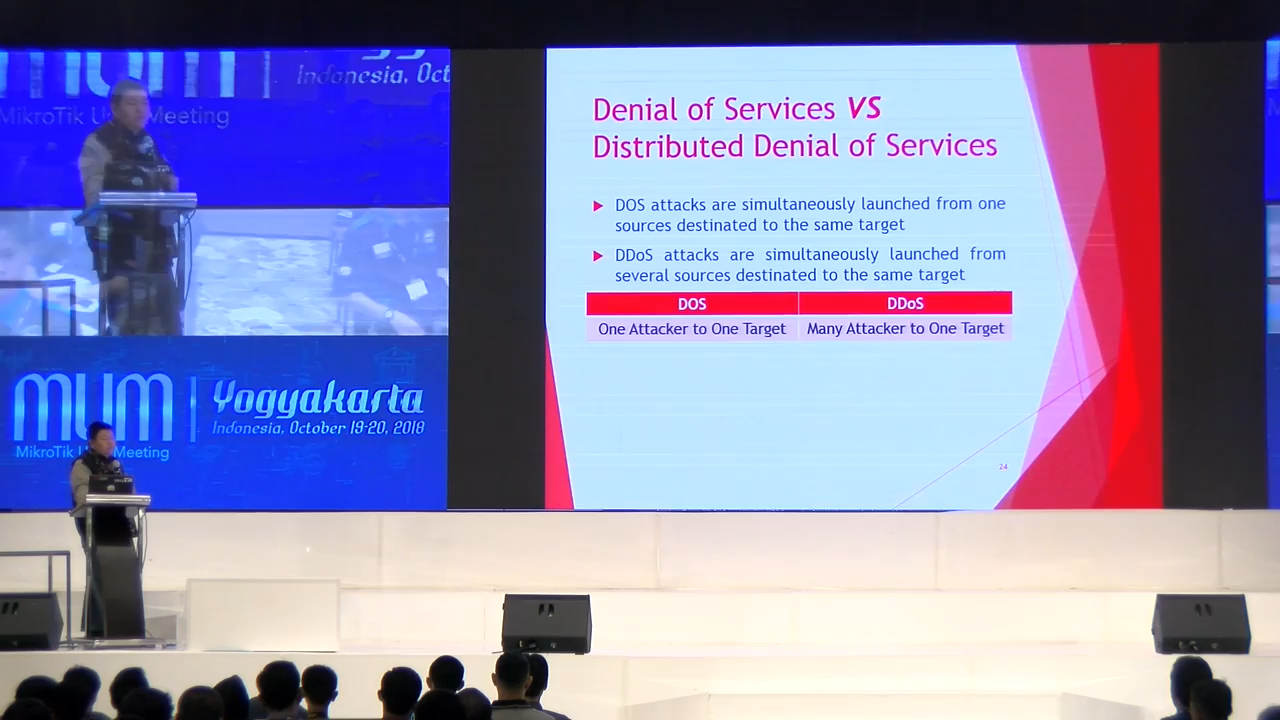 mum
Indonesia, Oct
MikroTik U Meeting
mum
Yogyakarta
Indonesia, October 19-20, 2018
MikroTik U Meeting
Denial of Services VS
Distributed Denial of Services
DOS attacks are simultaneously launched from one
sources destinated to the same target
DDoS attacks are simultaneously launched from
several sources destinated to the same target
DOS DDoS
One Attacker to One Target Many Attacker to One Target
24